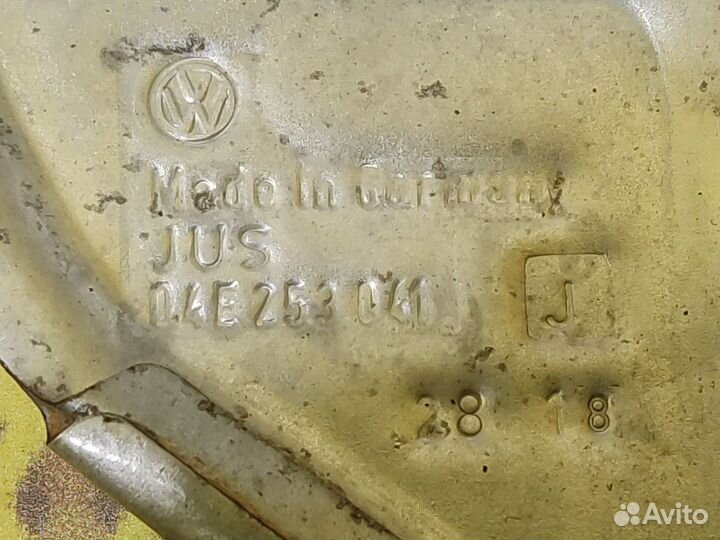 VW
Made In Germany
JUS
04E 253 041 J
J
28 18
Avito